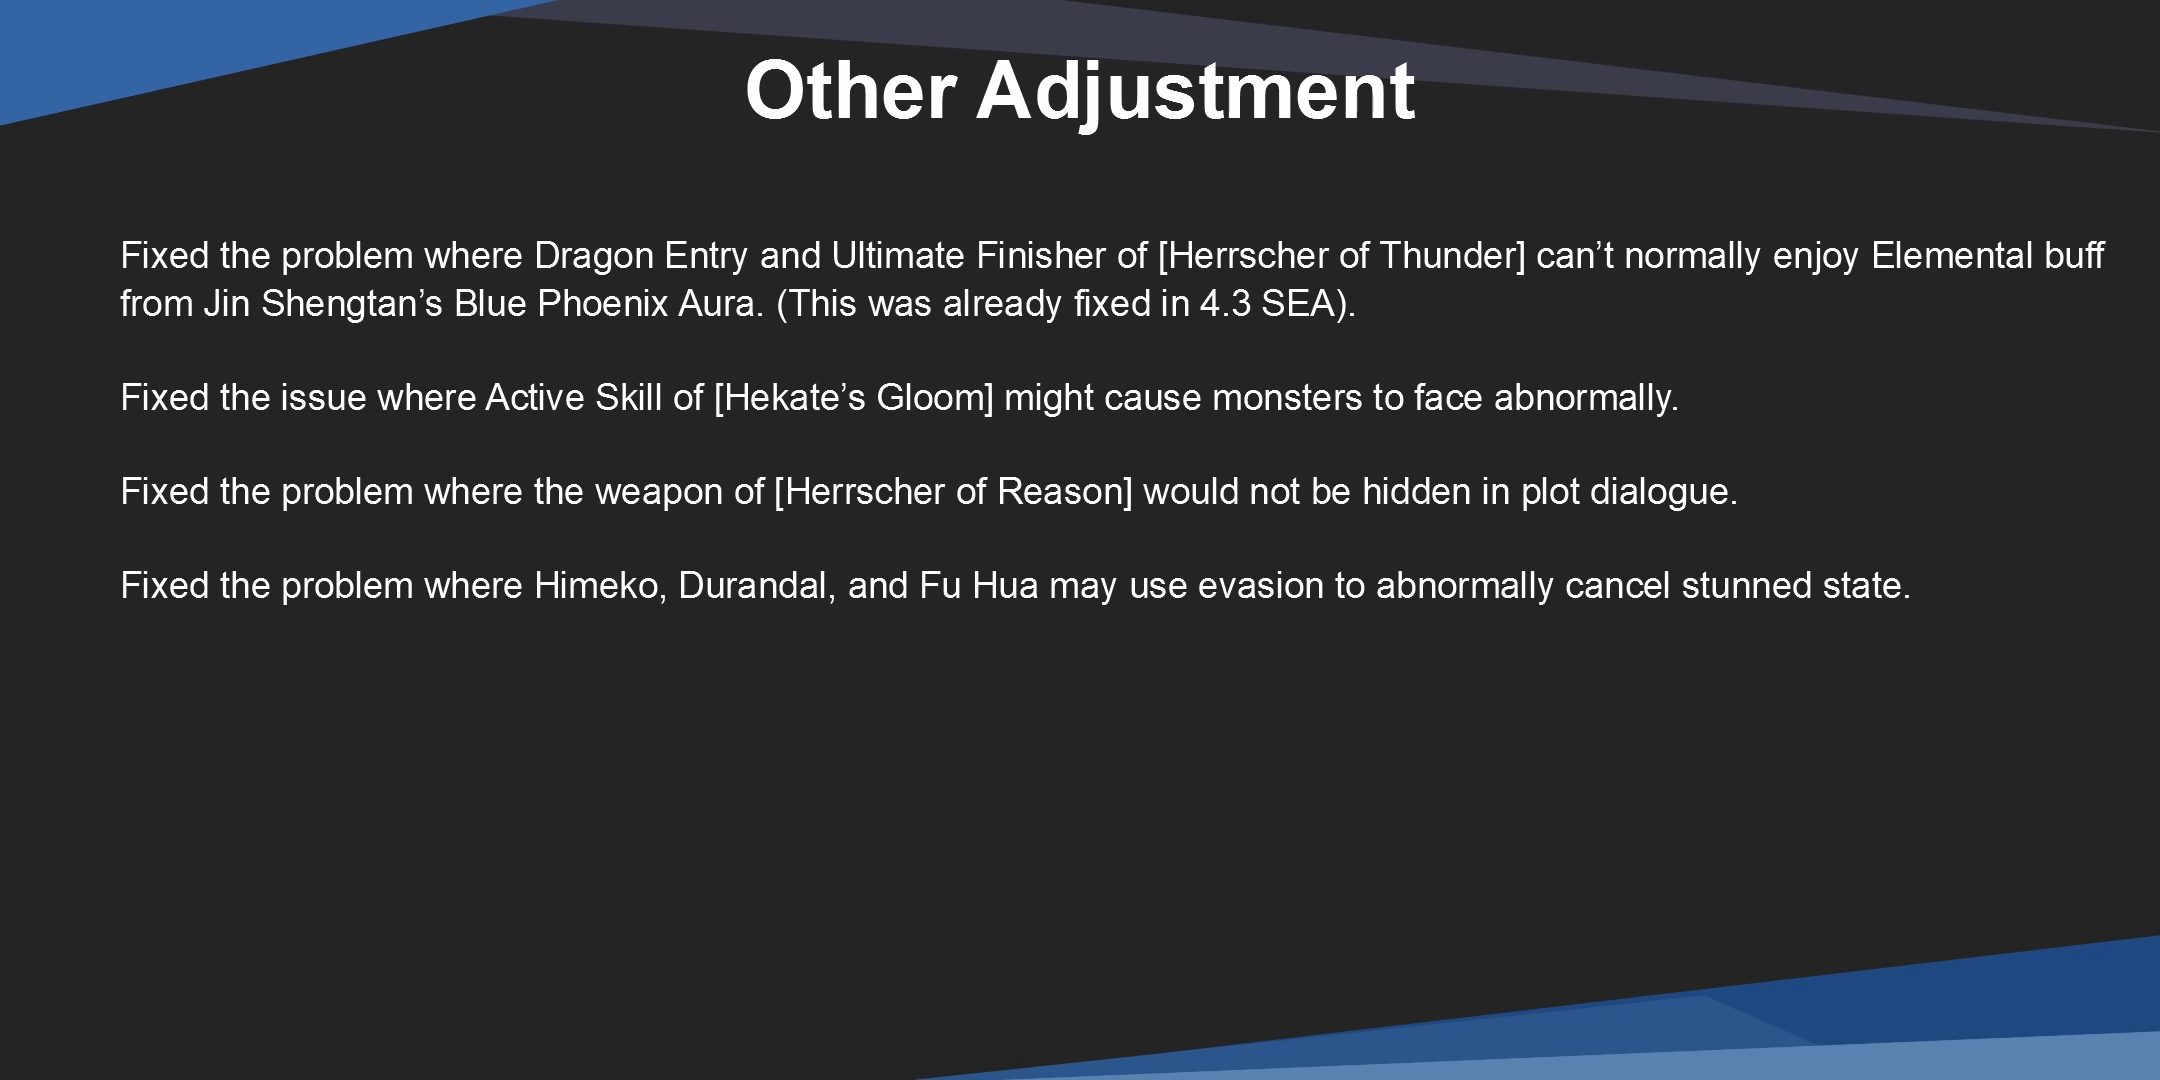 Other Adjustment
Fixed the problem where Dragon Entry and Ultimate Finisher of [Herrscher of Thunder] can’t normally enjoy Elemental buff
from Jin Shengtan’s Blue Phoenix Aura. (This was already fixed in 4.3 SEA).
Fixed the issue where Active Skill of [Hekate’s Gloom] might cause monsters to face abnormally.
Fixed the problem where the weapon of [Herrscher of Reason] would not be hidden in plot dialogue.
Fixed the problem where Himeko, Durandal, and Fu Hua may use evasion to abnormally cancel stunned state.